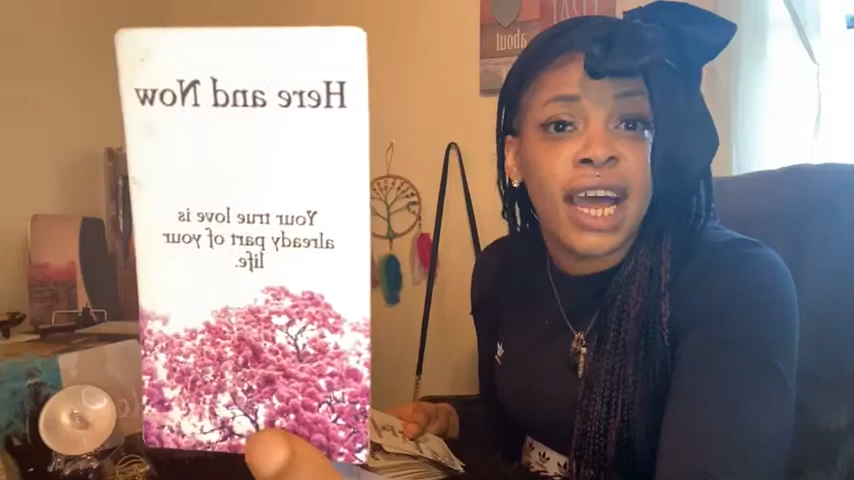 Here and Now
Your true love is
already part of your
life.
about